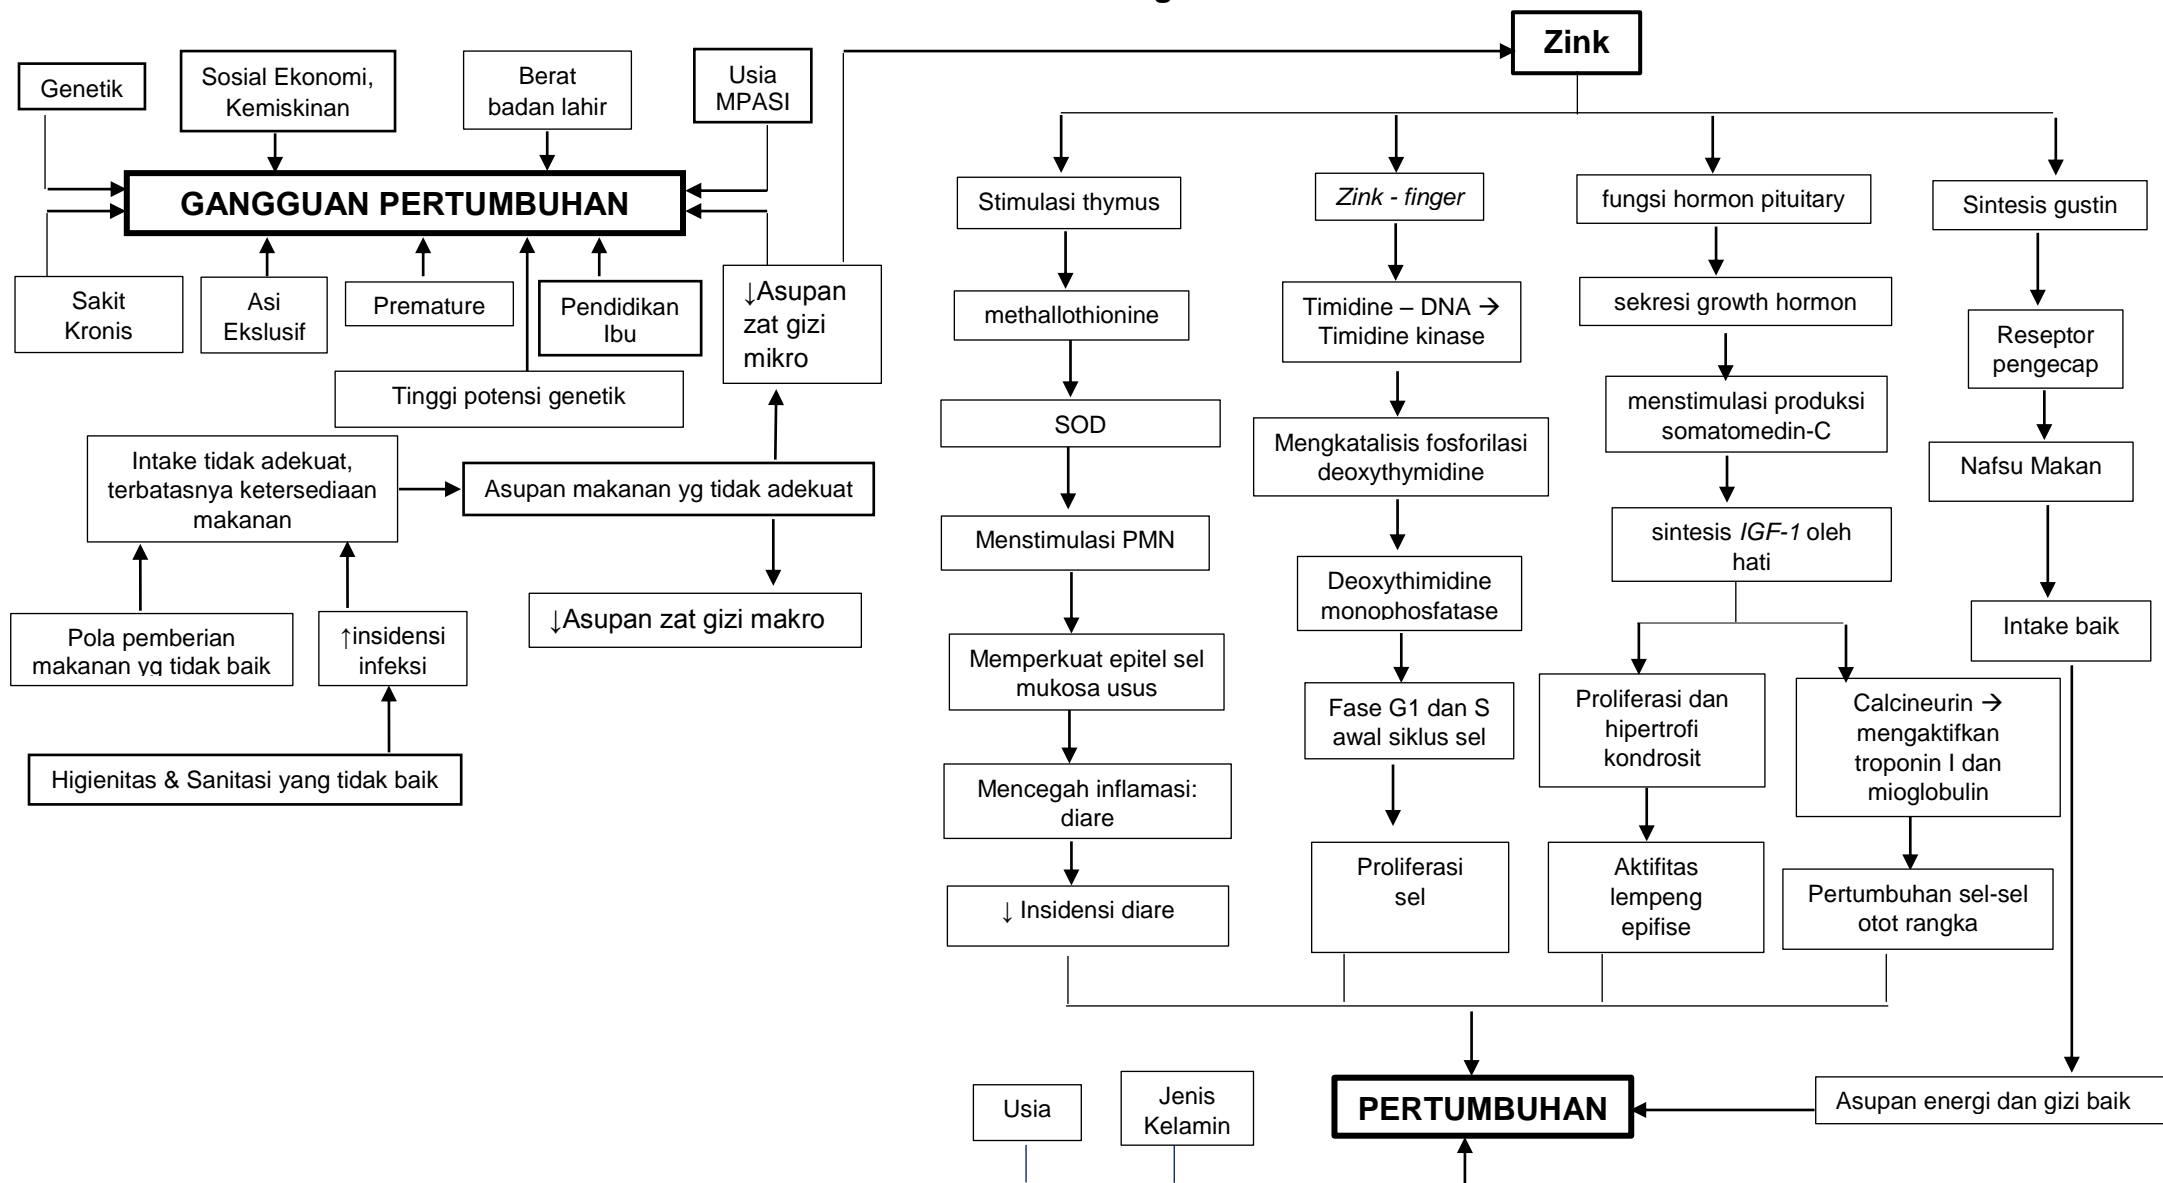 Zink
Genetik
Sosial Ekonomi,
Kemiskinan
Berat
badan lahir
Usia
MPASI
GANGGUAN PERTUMBUHAN
Sakit
Kronis
Asi
Ekslusif
Premature
Pendidikan
Ibu
↓Asupan
zat gizi
mikro
Tinggi potensi genetik
Intake tidak adekuat,
terbatasnya ketersediaan
makanan
Asupan makanan yg tidak adekuat
↓Asupan zat gizi makro
Pola pemberian
makanan yg tidak baik
↑insidensi
infeksi
Higienitas & Sanitasi yang tidak baik
Stimulasi thymus
methallothionine
SOD
Menstimulasi PMN
Memperkuat epitel sel
mukosa usus
Mencegah inflamasi:
diare
↓ Insidensi diare
Zink - finger
Timidine – DNA →
Timidine kinase
Mengkatalisis fosforilasi
deoxythymidine
Deoxythimidine
monophosfatase
Fase G1 dan S
awal siklus sel
Proliferasi
sel
fungsi hormon pituitary
sekresi growth hormon
menstimulasi produksi
somatomedin-C
sintesis IGF-1 oleh
hati
Proliferasi dan
hipertrofi
kondrosit
Aktifitas
lempeng
epifise
Calcineurin →
mengaktifkan
troponin I dan
mioglobulin
Pertumbuhan sel-sel
otot rangka
Sintesis gustin
Reseptor
pengecap
Nafsu Makan
Intake baik
Asupan energi dan gizi baik
PERTUMBUHAN
Usia
Jenis
Kelamin